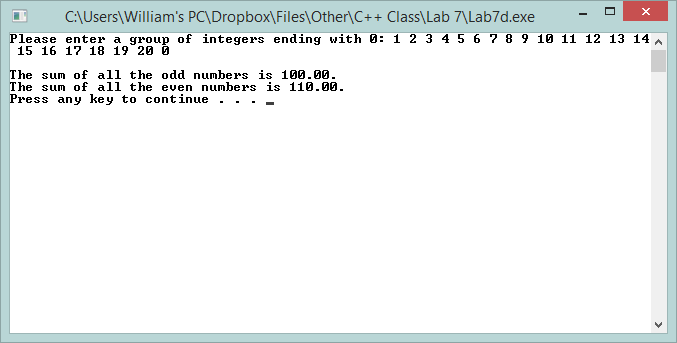 C:\Users\William's PC\Dropbox\Files\Other\C++ Class\Lab 7\Lab7d.exe
Please enter a group of integers ending with 0: 1 2 3 4 5 6 7 8 9 10 11 12 13 14
15 16 17 18 19 20 0
The sum of all the odd numbers is 100.00.
The sum of all the even numbers is 110.00.
Press any key to continue . . .